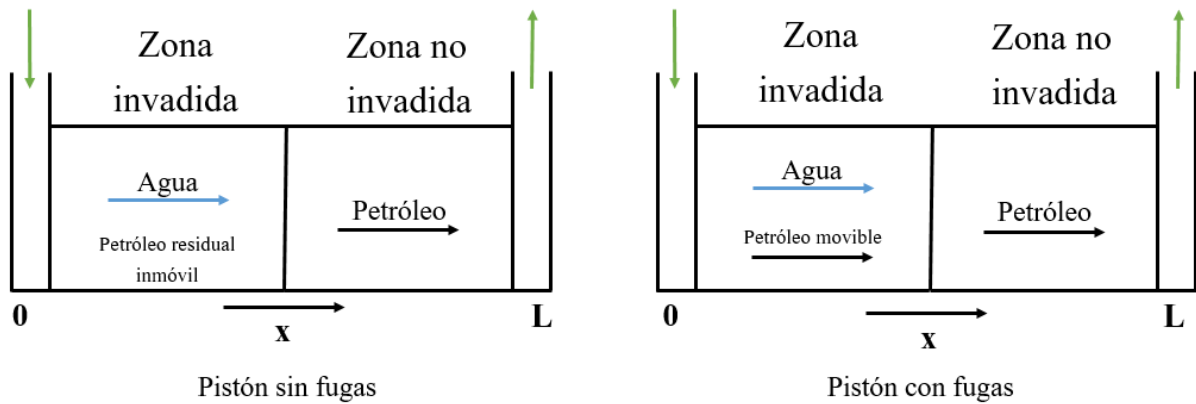 Zona
invadida
Zona no
invadida
Agua
Petróleo
Petróleo residual
inmóvil
0
x
L
Pistón sin fugas
Zona
invadida
Zona no
invadida
Agua
Petróleo
Petróleo movible
0
x
L
Pistón con fugas